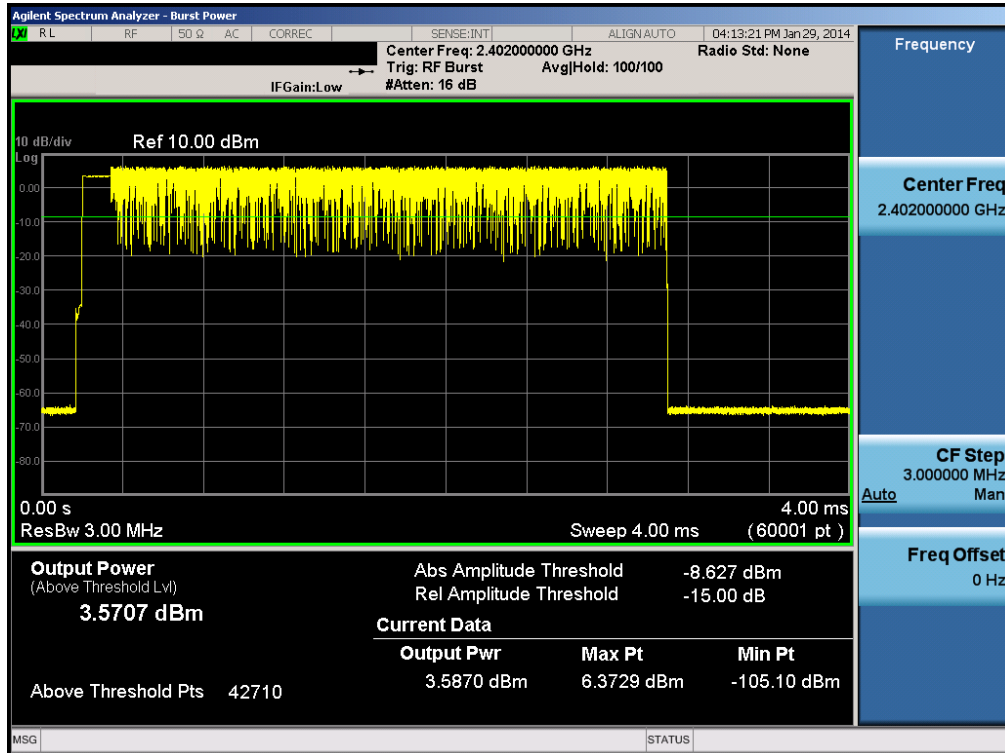 Agilent Spectrum Analyzer - Burst Power
LXI RL RF 50 Ω AC CORREC SENSE:INT ALIGN AUTO 04:13:21 PM Jan 29, 2014
Center Freq: 2.402000000 GHz Radio Std: None
Trig: RF Burst Avg|Hold: 100/100
IFGain:Low #Atten: 16 dB
Frequency
10 dB/div Ref 10.00 dBm
Log
0.00
-10.0
-20.0
-30.0
-40.0
-50.0
-60.0
-70.0
-80.0
0.00 s 4.00 ms
ResBw 3.00 MHz Sweep 4.00 ms (60001 pt)
Output Power
(Above Threshold Lvl)
3.5707 dBm
Above Threshold Pts 42710
Abs Amplitude Threshold -8.627 dBm
Rel Amplitude Threshold -15.00 dB
Current Data
Output Pwr Max Pt Min Pt
3.5870 dBm 6.3729 dBm -105.10 dBm
Center Freq
2.402000000 GHz
CF Step
3.000000 MHz
Auto Man
Freq Offset
0 Hz
MSG STATUS